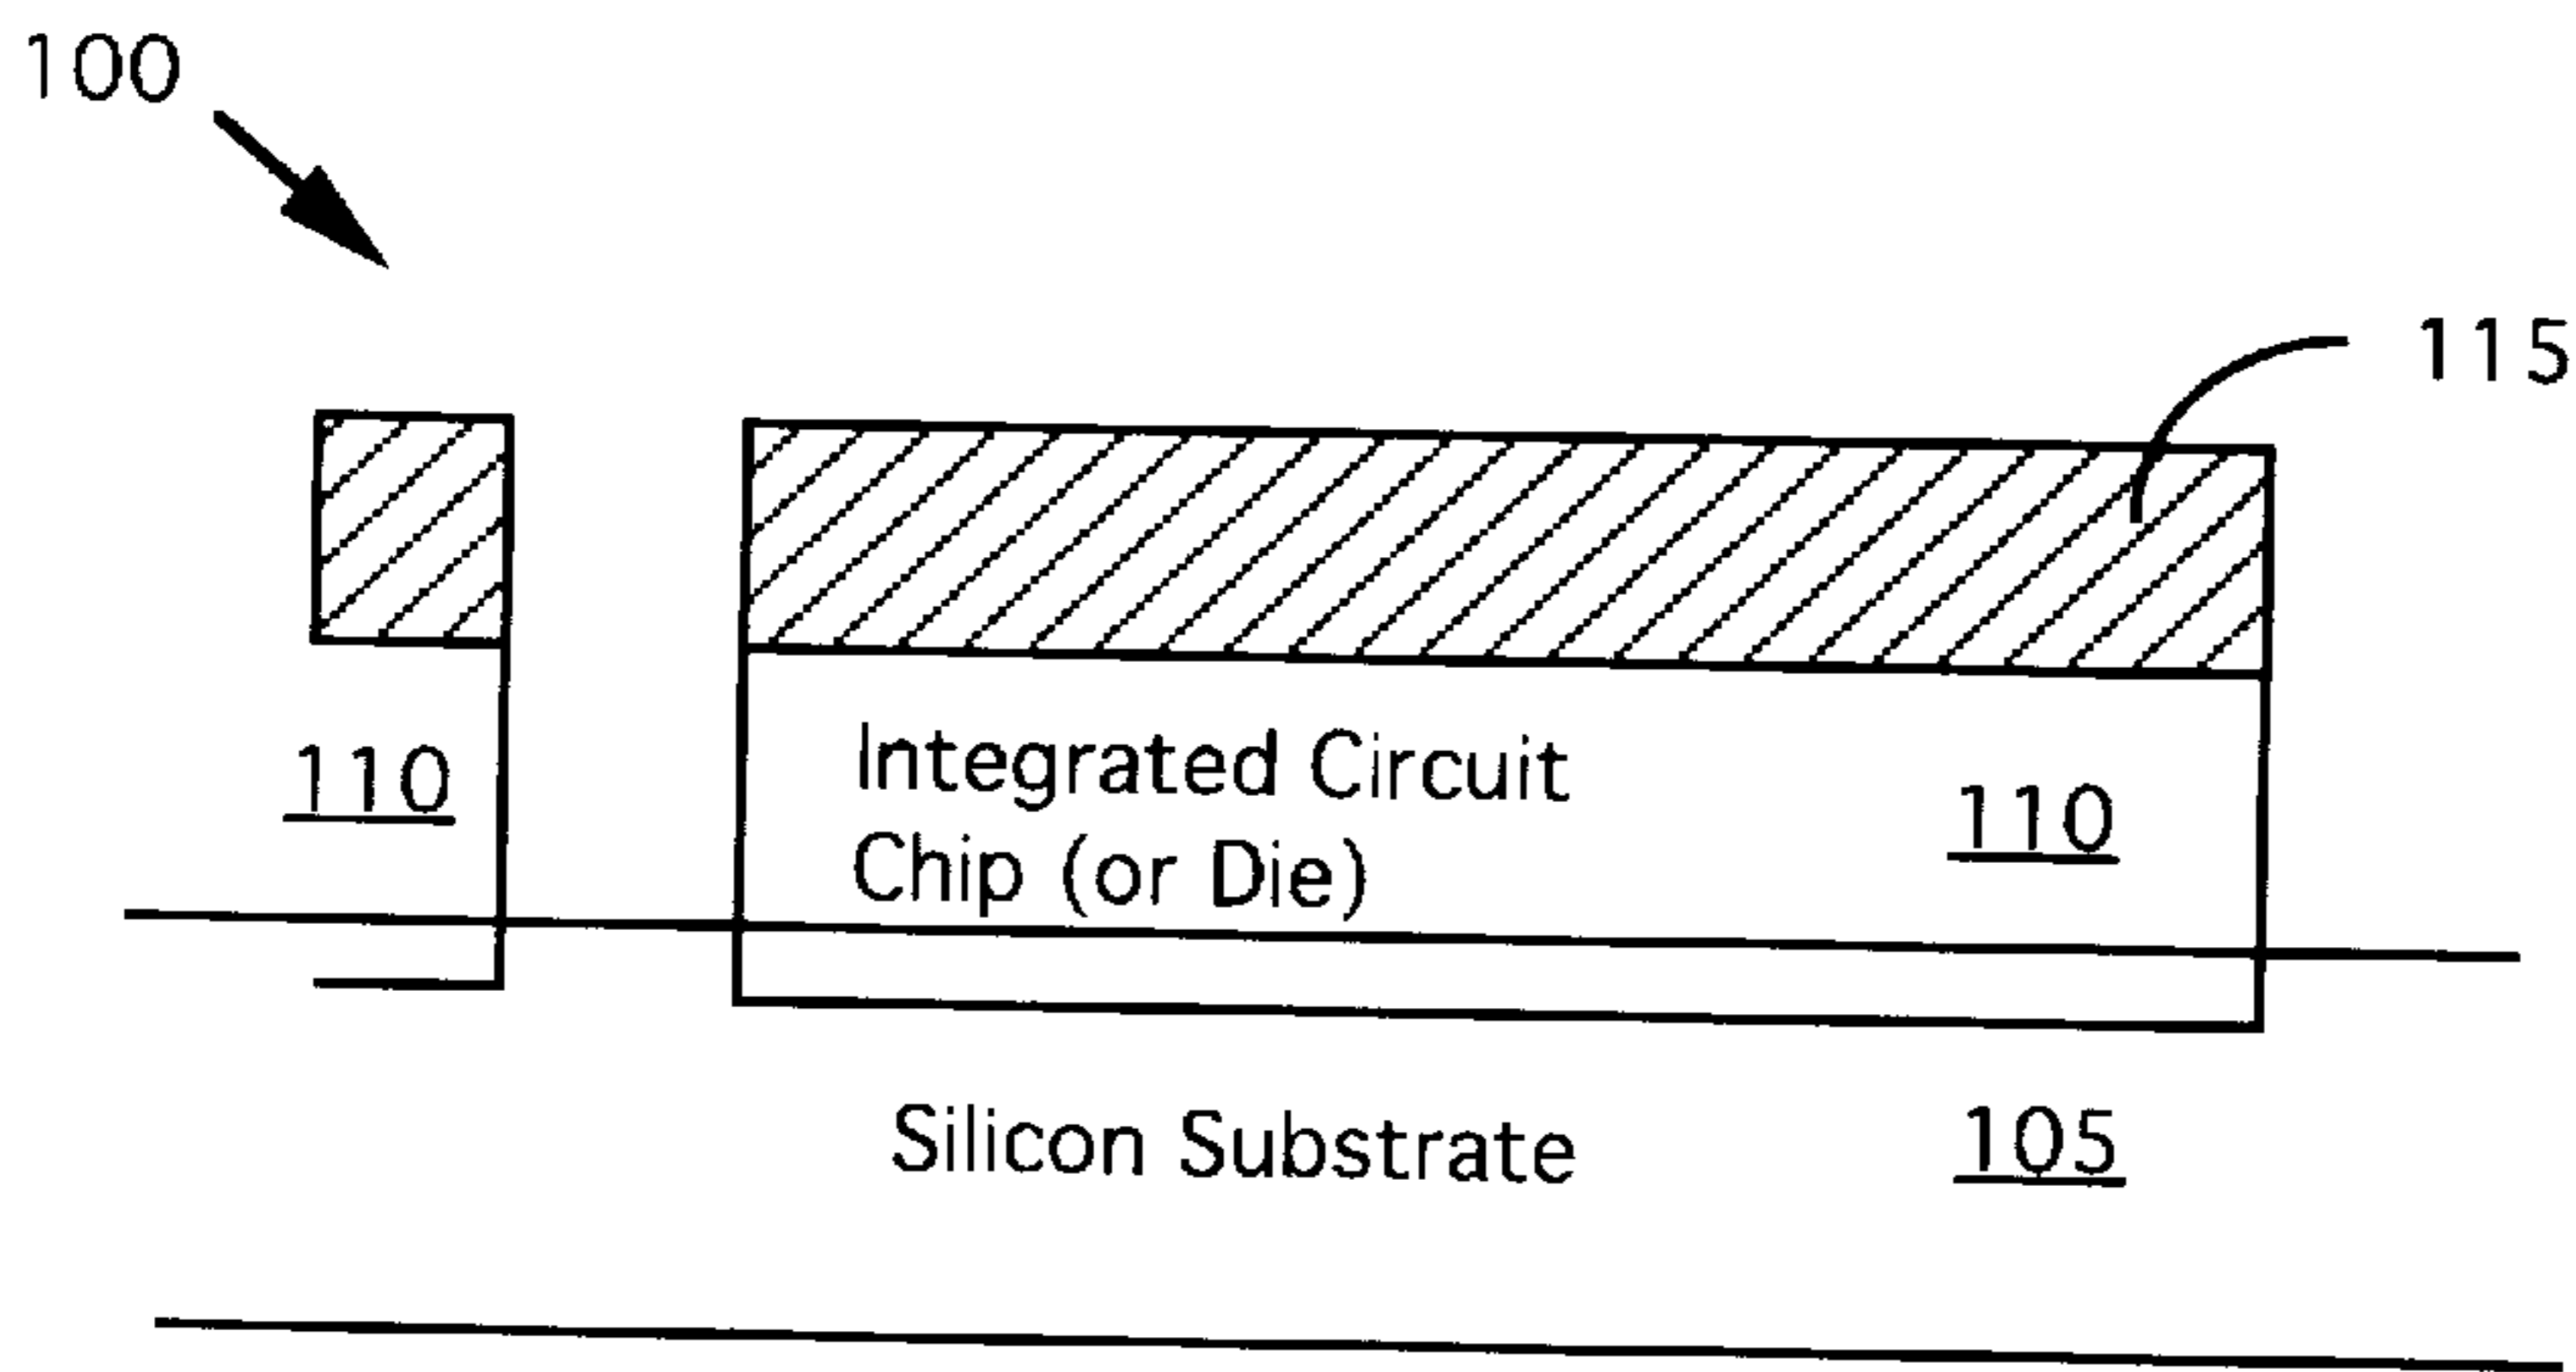 100
115
Integrated Circuit
Chip (or Die)
110
110
Silicon Substrate
105